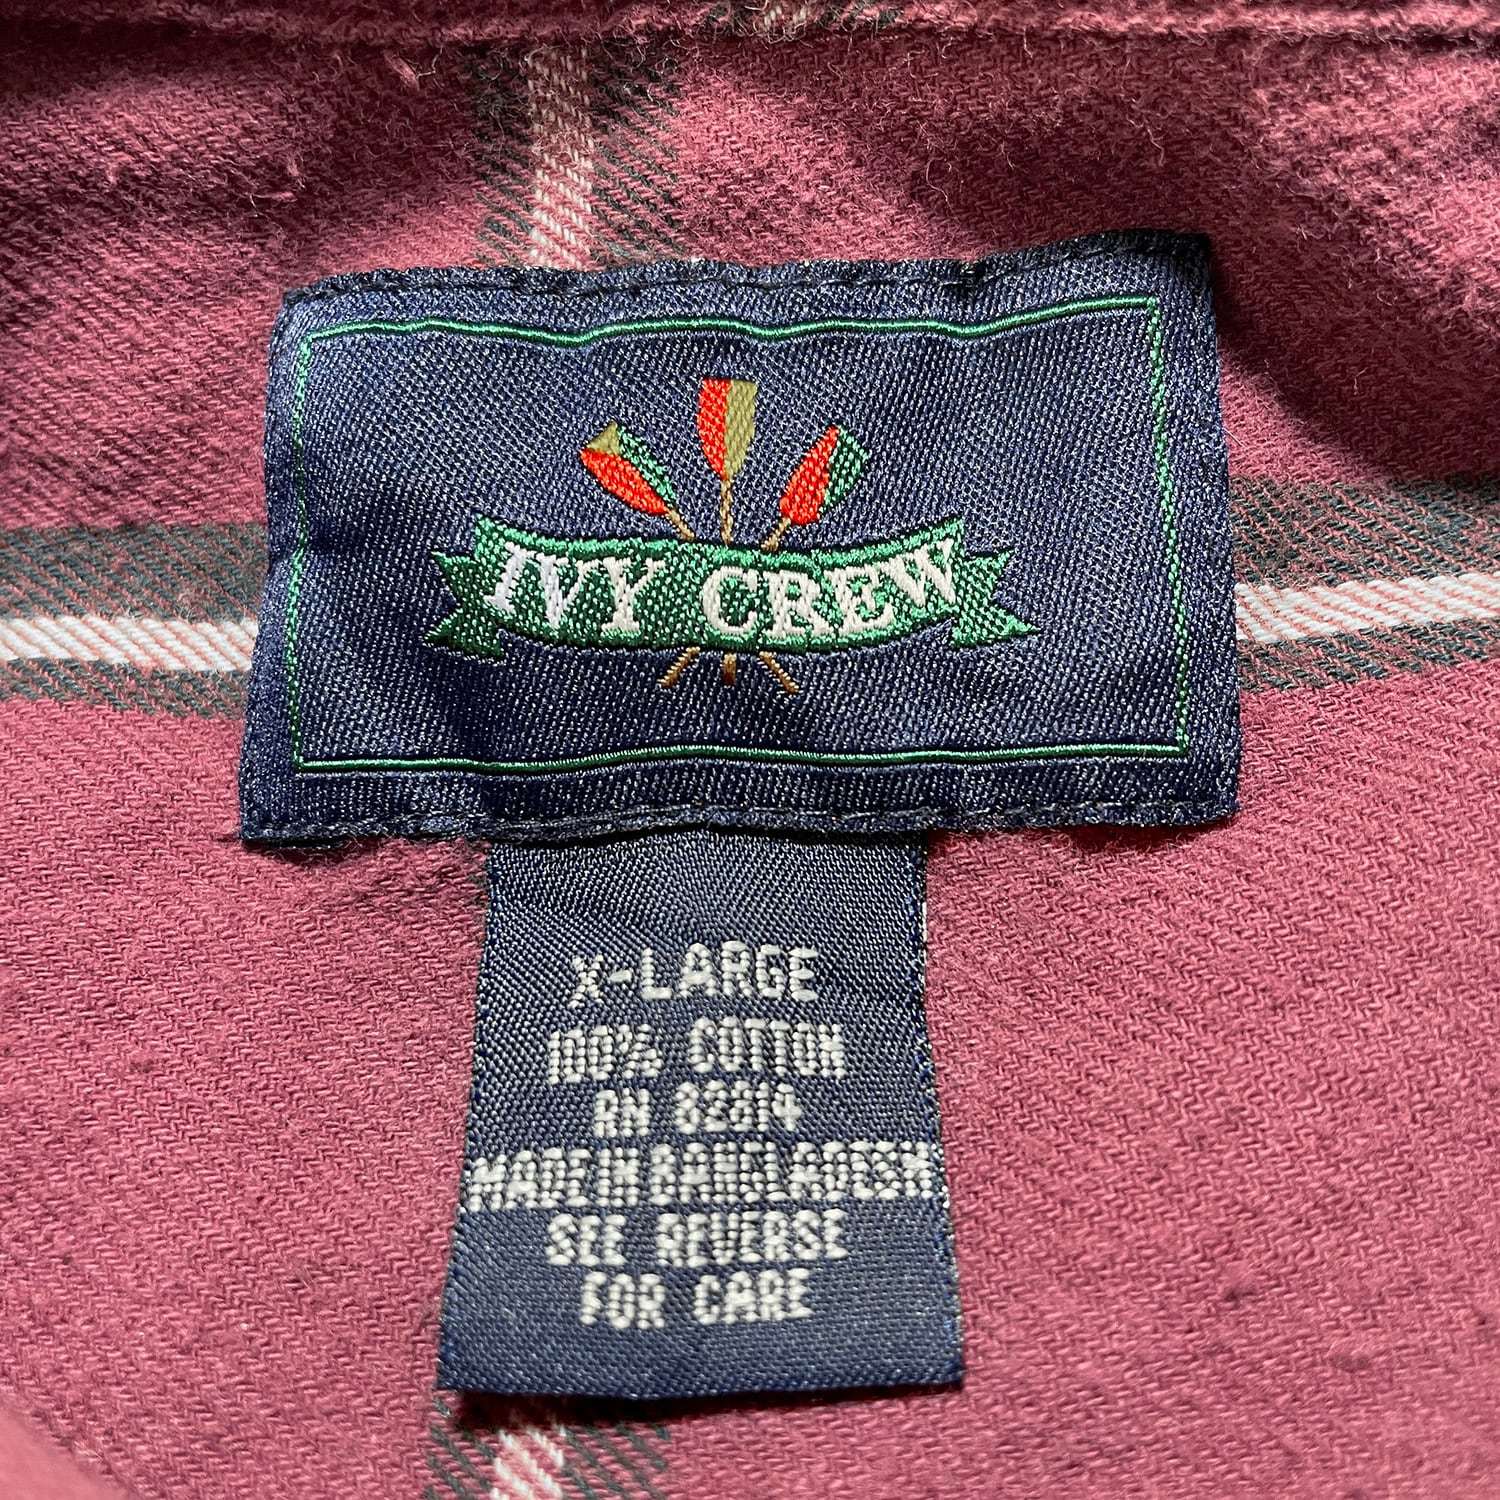 IVY CREW
X-LARGE
100% COTTON
RN 82814
MADE IN BANGLADESH
SEE REVERSE
FOR CARE